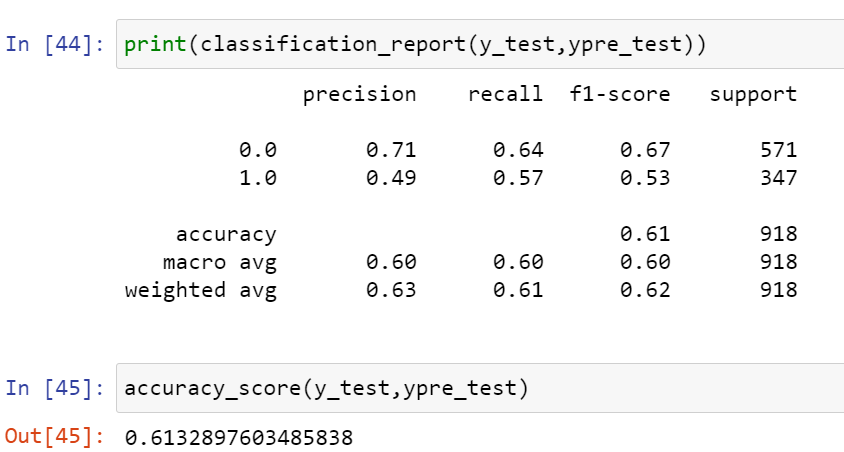 In [44]: print(classification_report(y_test,ypre_test))
precision recall f1-score support
0.0 0.71 0.64 0.67 571
1.0 0.49 0.57 0.53 347
accuracy 0.61 918
macro avg 0.60 0.60 0.60 918
weighted avg 0.63 0.61 0.62 918
In [45]: accuracy_score(y_test,ypre_test)
Out[45]: 0.6132897603485838